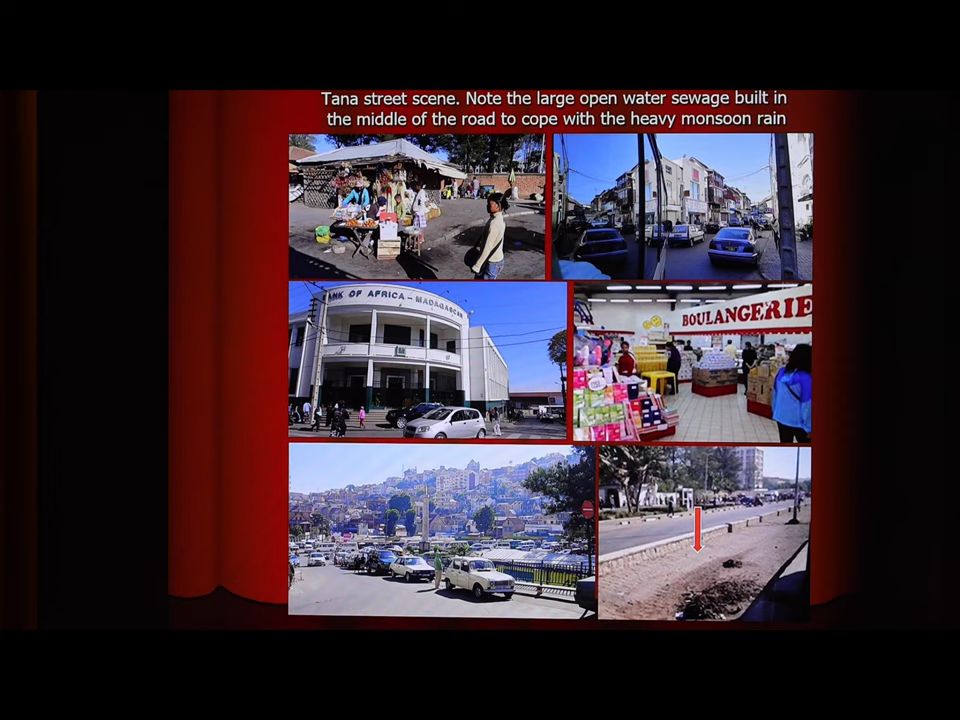 Tana street scene. Note the large open water sewage built in
the middle of the road to cope with the heavy monsoon rain
BANK OF AFRICA – MADAGASCAR
BOULANGERIE